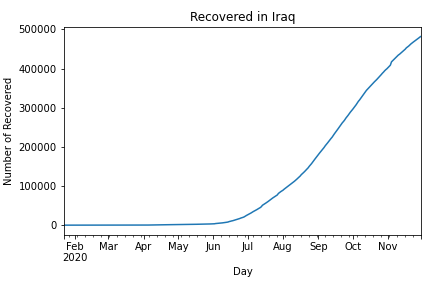 Recovered in Iraq
500000
400000
300000
200000
100000
0
Number of Recovered
Feb Mar Apr May Jun Jul Aug Sep Oct Nov
2020
Day